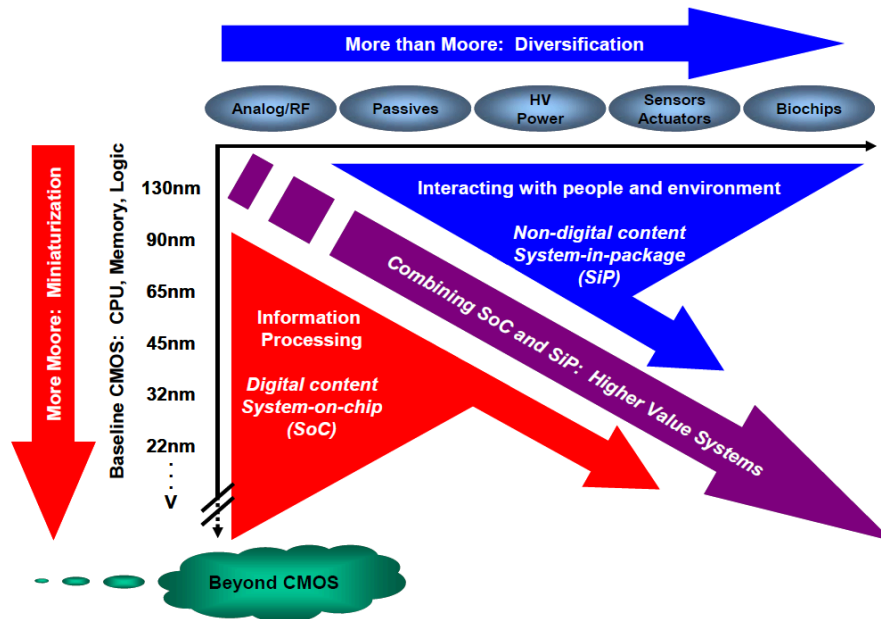 More than Moore: Diversification
Analog/RF
Passives
HV
Power
Sensors
Actuators
Biochips
More Moore: Miniaturization
Baseline CMOS: CPU, Memory, Logic
130nm
90nm
65nm
45nm
32nm
22nm
V
Interacting with people and environment
Non-digital content
System-in-package
(SiP)
Combining SoC and SiP: Higher Value Systems
Information
Processing
Digital content
System-on-chip
(SoC)
Beyond CMOS